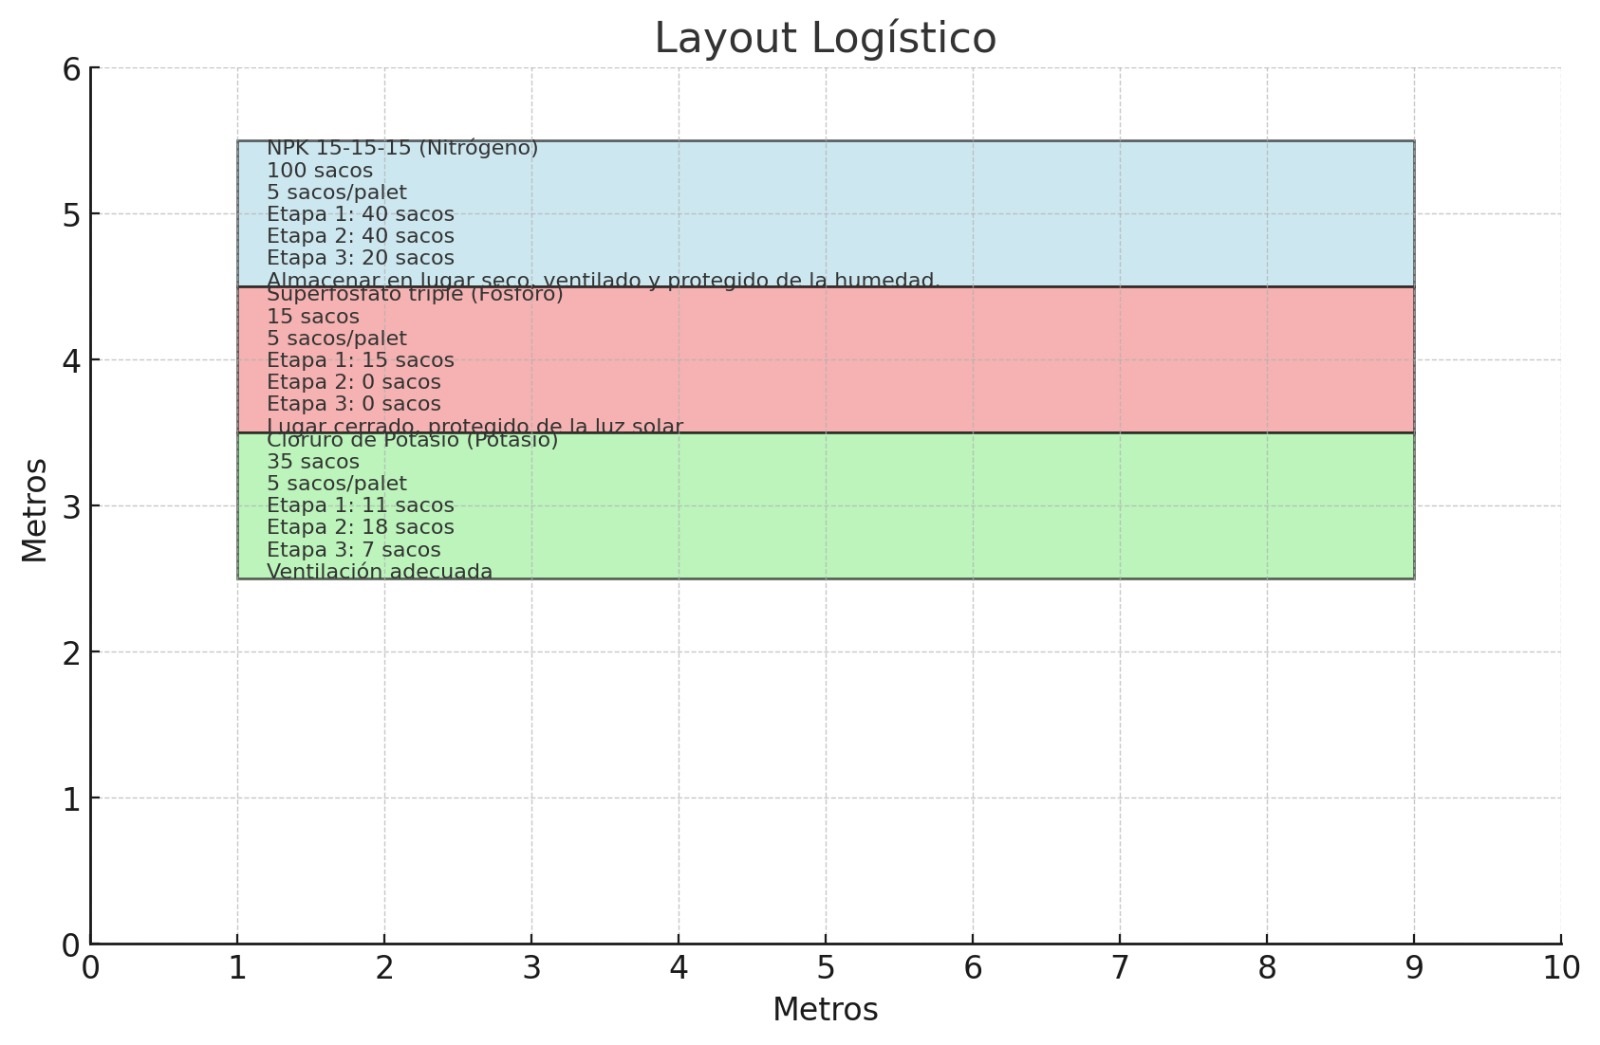 Layout Logístico
6
NPK 15-15-15 (Nitrógeno)
100 sacos
5 sacos/palet
5
Etapa 1: 40 sacos
Etapa 2: 40 sacos
Etapa 3: 20 sacos
Almacenar en lugar seco, ventilado y protegido de la humedad.
Superfosfato triple (Fósforo)
15 sacos
5 sacos/palet
4
Etapa 1: 15 sacos
Etapa 2: 0 sacos
Etapa 3: 0 sacos
Lugar cerrado, protegido de la luz solar
Cloruro de Potasio (Potasio)
35 sacos
5 sacos/palet
3
Etapa 1: 11 sacos
Etapa 2: 18 sacos
Etapa 3: 7 sacos
Ventilación adecuada
Metros
2
1
0
0 1 2 3 4 5 6 7 8 9 10
Metros